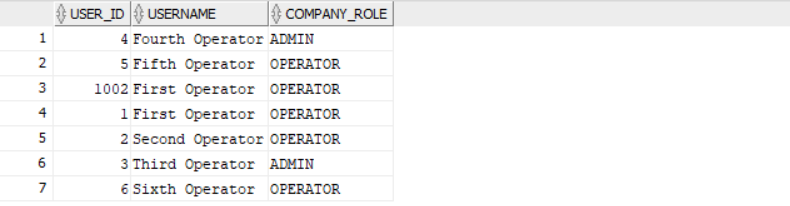 USER_ID USERNAME COMPANY_ROLE
1 4 Fourth Operator ADMIN
2 5 Fifth Operator OPERATOR
3 1002 First Operator OPERATOR
4 1 First Operator OPERATOR
5 2 Second Operator OPERATOR
6 3 Third Operator ADMIN
7 6 Sixth Operator OPERATOR